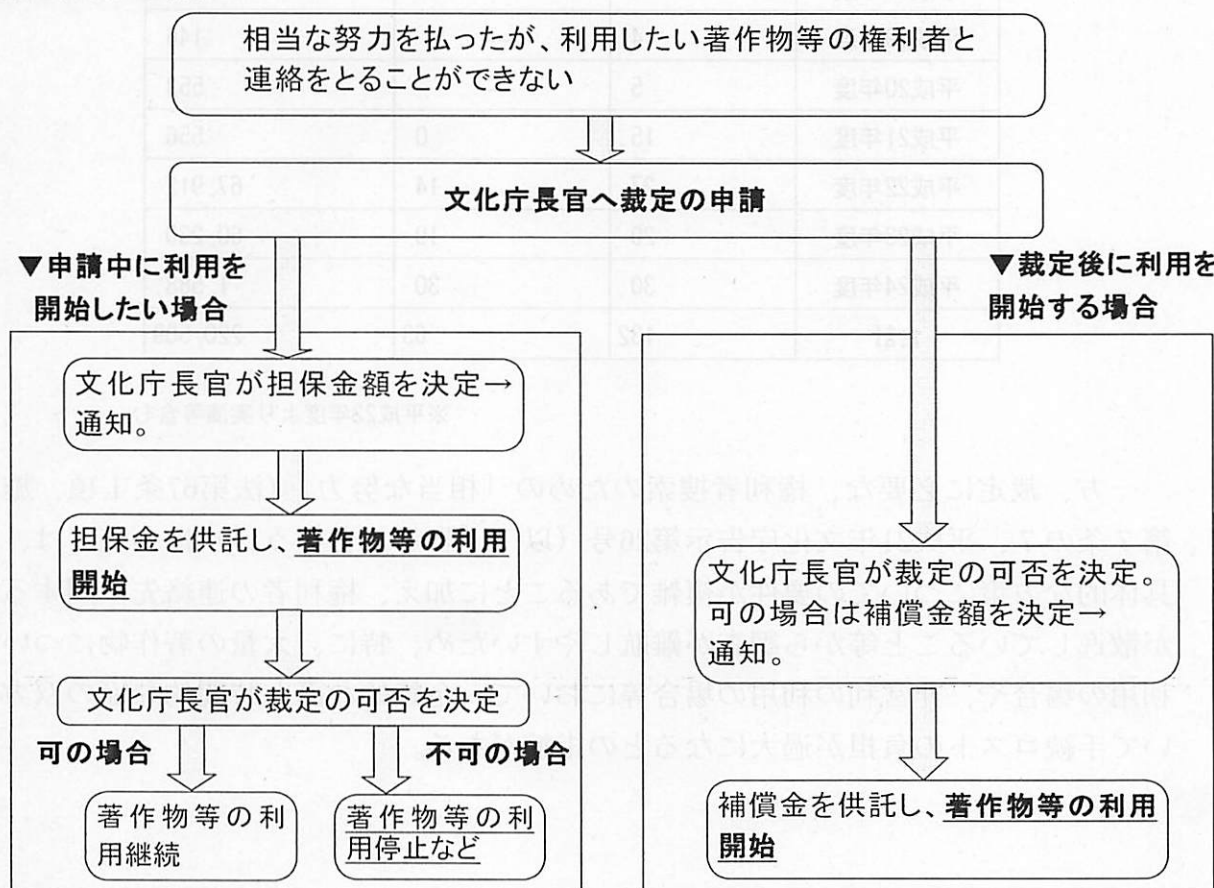 相当な努力を払ったが、利用したい著作物等の権利者と
連絡をとることができない
文化庁長官へ裁定の申請
▼申請中に利用を
開始したい場合
文化庁長官が担保金額を決定→
通知。
担保金を供託し、著作物等の利用
開始
文化庁長官が裁定の可否を決定
可の場合
不可の場合
著作物等の利
用継続
著作物等の利
用停止など
▼裁定後に利用を
開始する場合
文化庁長官が裁定の可否を決定。
可の場合は補償金額を決定→
通知。
補償金を供託し、著作物等の利用
開始